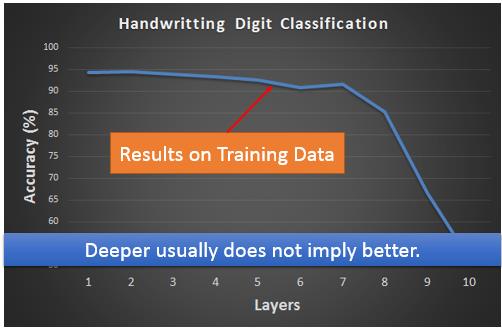 Handwritting Digit Classification
100
95
90
85
80
75
70
65
60
Accuracy (%)
Results on Training Data
Deeper usually does not imply better.
1 2 3 4 5 6 7 8 9 10
Layers